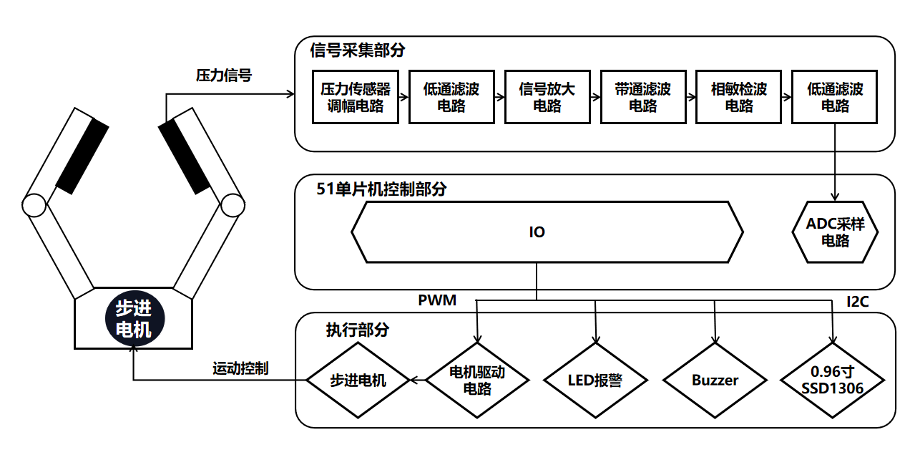 信号采集部分
压力信号
压力传感器
调幅电路
低通滤波
电路
信号放大
电路
带通滤波
电路
相敏检波
电路
低通滤波
电路
51单片机控制部分
IO
ADC采样
电路
步进
电机
PWM
I2C
执行部分
运动控制
步进电机
电机驱动
电路
LED报警
Buzzer
0.96寸
SSD1306